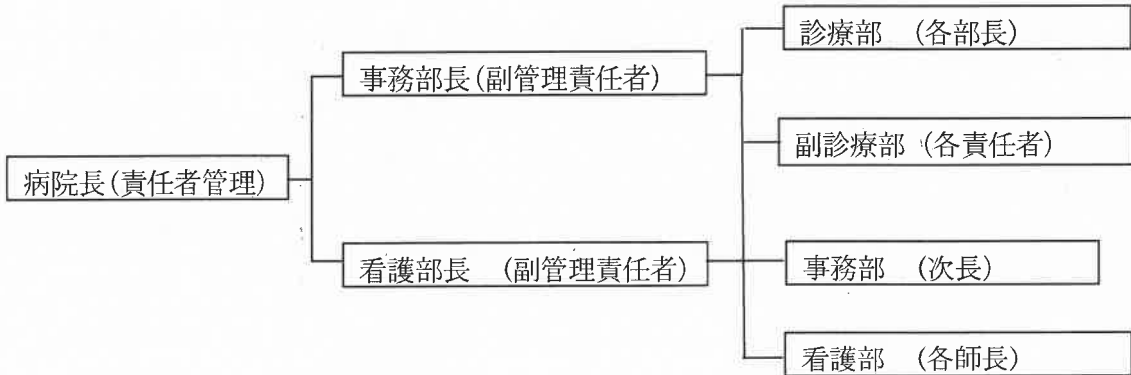 診療部 (各部長)
事務部長(副管理責任者)
副診療部 (各責任者)
病院長(責任者管理)
看護部長 (副管理責任者)
事務部 (次長)
看護部 (各師長)